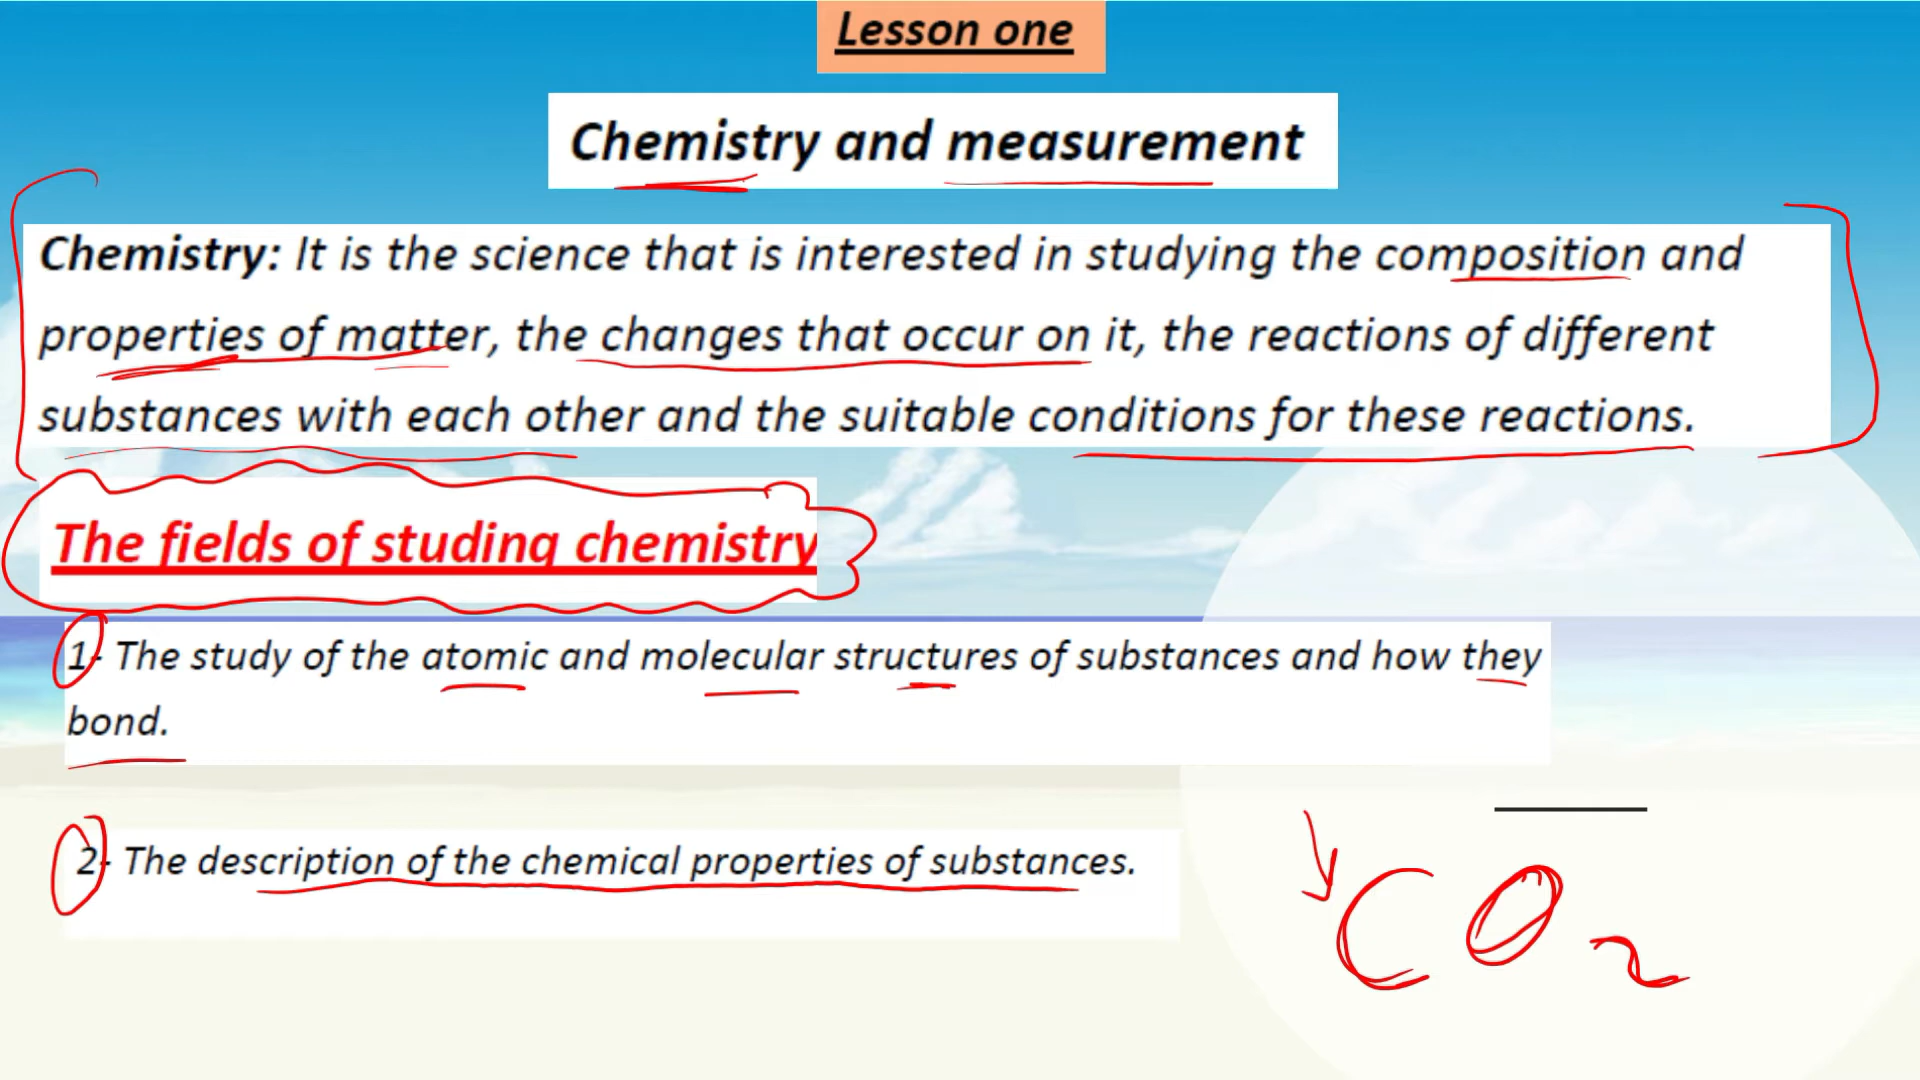 Lesson one
Chemistry and measurement
Chemistry: It is the science that is interested in studying the composition and
properties of matter, the changes that occur on it, the reactions of different
substances with each other and the suitable conditions for these reactions.
The fields of studing chemistry
1- The study of the atomic and molecular structures of substances and how they
bond.
2- The description of the chemical properties of substances.
CO2